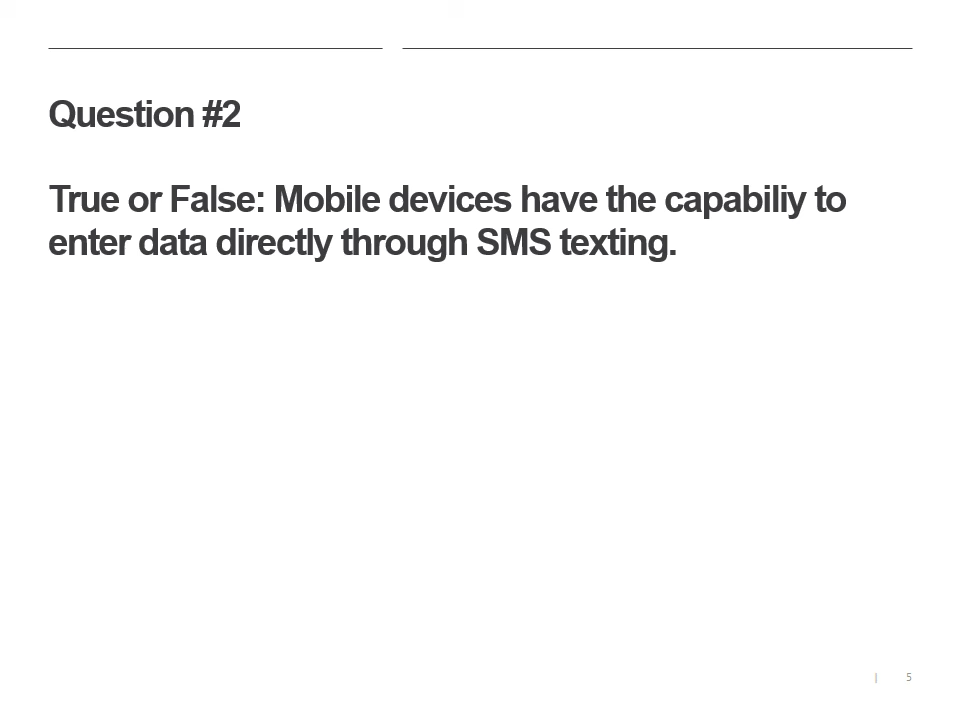 Question #2
True or False: Mobile devices have the capabiliy to
enter data directly through SMS texting.
| 5